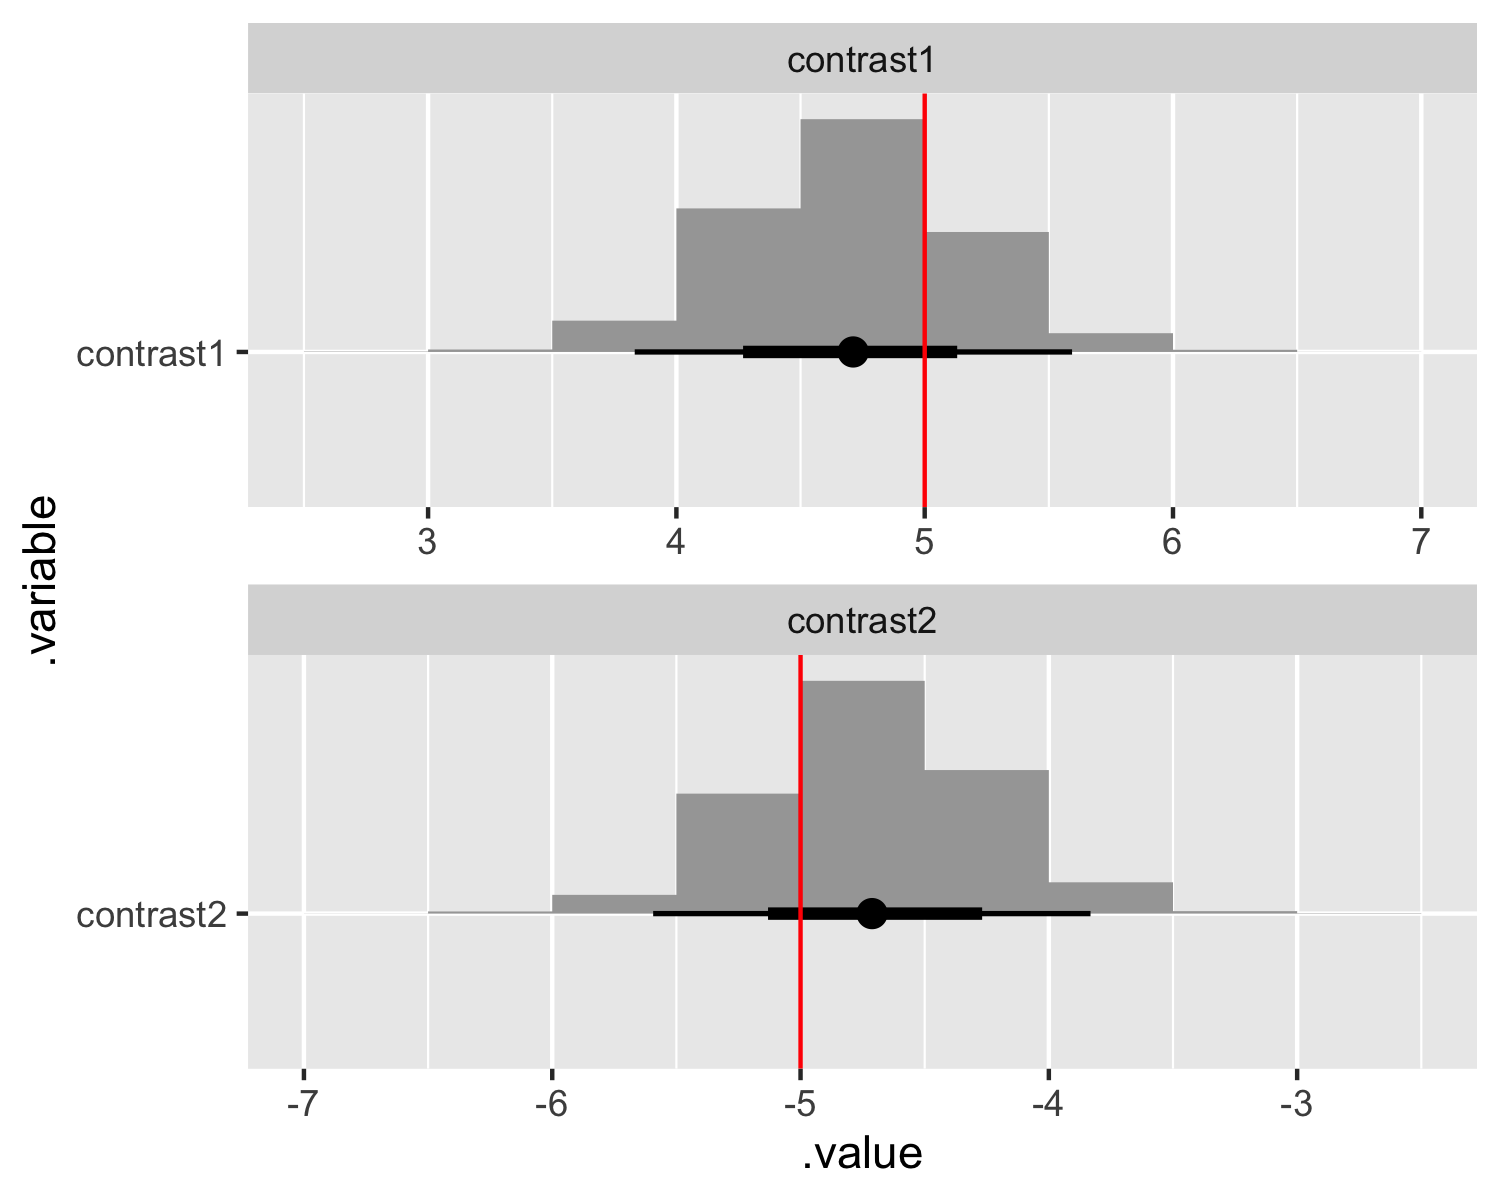 contrast1
contrast1
3 4 5 6 7
.variable
contrast2
contrast2
-7 -6 -5 -4 -3
.value